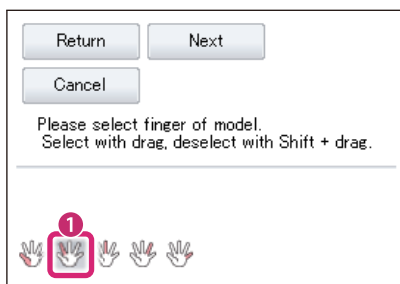 Return Next
Cancel
Please select finger of model.
Select with drag, deselect with Shift + drag.
1